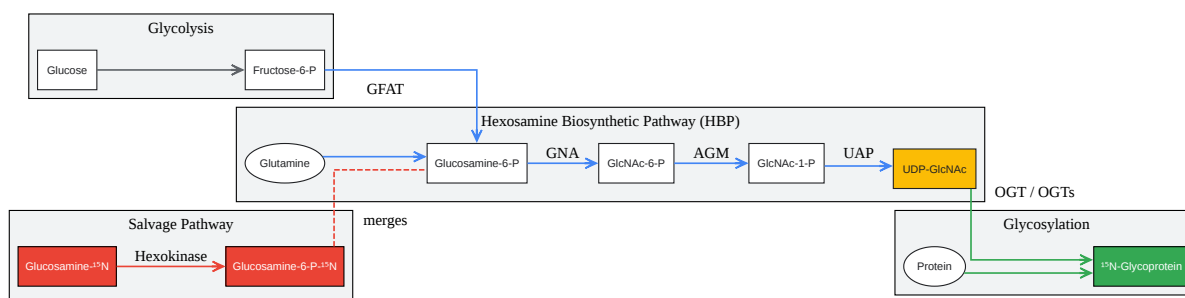 Glycolysis
Glucose
Fructose-6-P
GFAT
Hexosamine Biosynthetic Pathway (HBP)
Glutamine
Glucosamine-6-P
GNA
GlcNAc-6-P
AGM
GlcNAc-1-P
UAP
UDP-GlcNAc
OGT / OGTs
merges
Salvage Pathway
Glucosamine-¹⁵N
Hexokinase
Glucosamine-6-P-¹⁵N
Glycosylation
Protein
¹⁵N-Glycoprotein